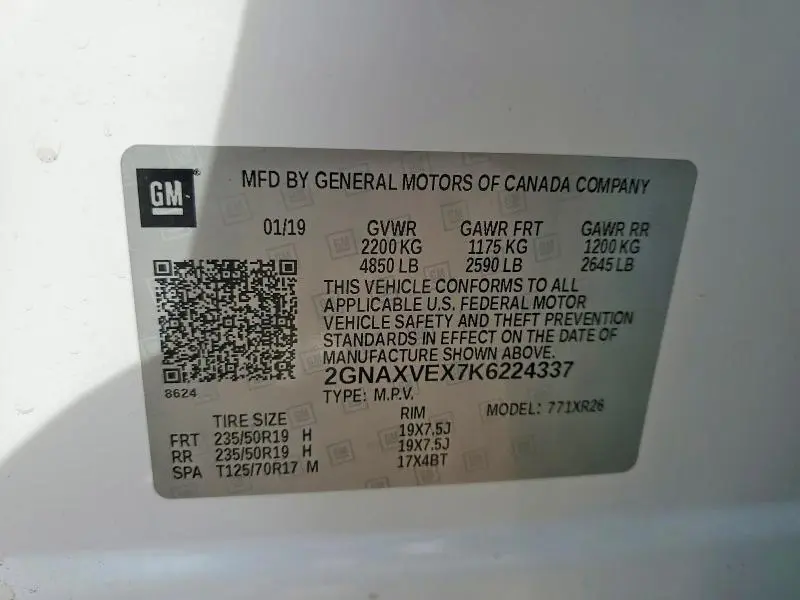 GM
MFD BY GENERAL MOTORS OF CANADA COMPANY
01/19 GVWR GAWR FRT GAWR RR
2200 KG 1175 KG 1200 KG
4850 LB 2590 LB 2645 LB
THIS VEHICLE CONFORMS TO ALL
APPLICABLE U.S. FEDERAL MOTOR
VEHICLE SAFETY AND THEFT PREVENTION
STANDARDS IN EFFECT ON THE DATE OF
MANUFACTURE SHOWN ABOVE.
2GNAXVEX7K6224337
8624
TYPE: M.P.V.
TIRE SIZE RIM MODEL: 771XR26
FRT 235/50R19 H 19X7.5J
RR 235/50R19 H 19X7.5J
SPA T125/70R17 M 17X4BT